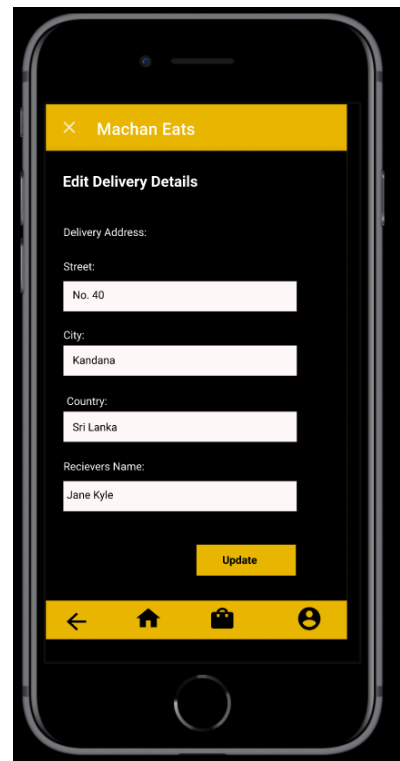 Machan Eats
Edit Delivery Details
Delivery Address:
Street:
No. 40
City:
Kandana
Country:
Sri Lanka
Recievers Name:
Jane Kyle
Update